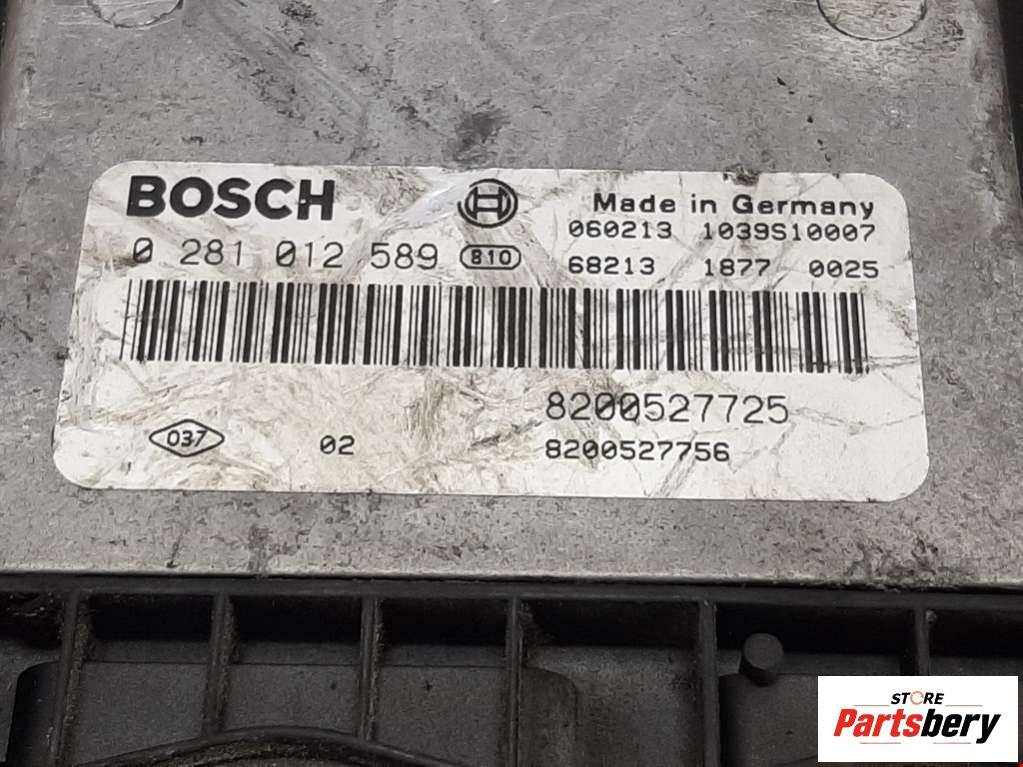 BOSCH
Made in Germany
060213 1039S10007
0 281 012 589 810
68213 1877 0025
8200527725
037 02 8200527756
STORE
Partsbery